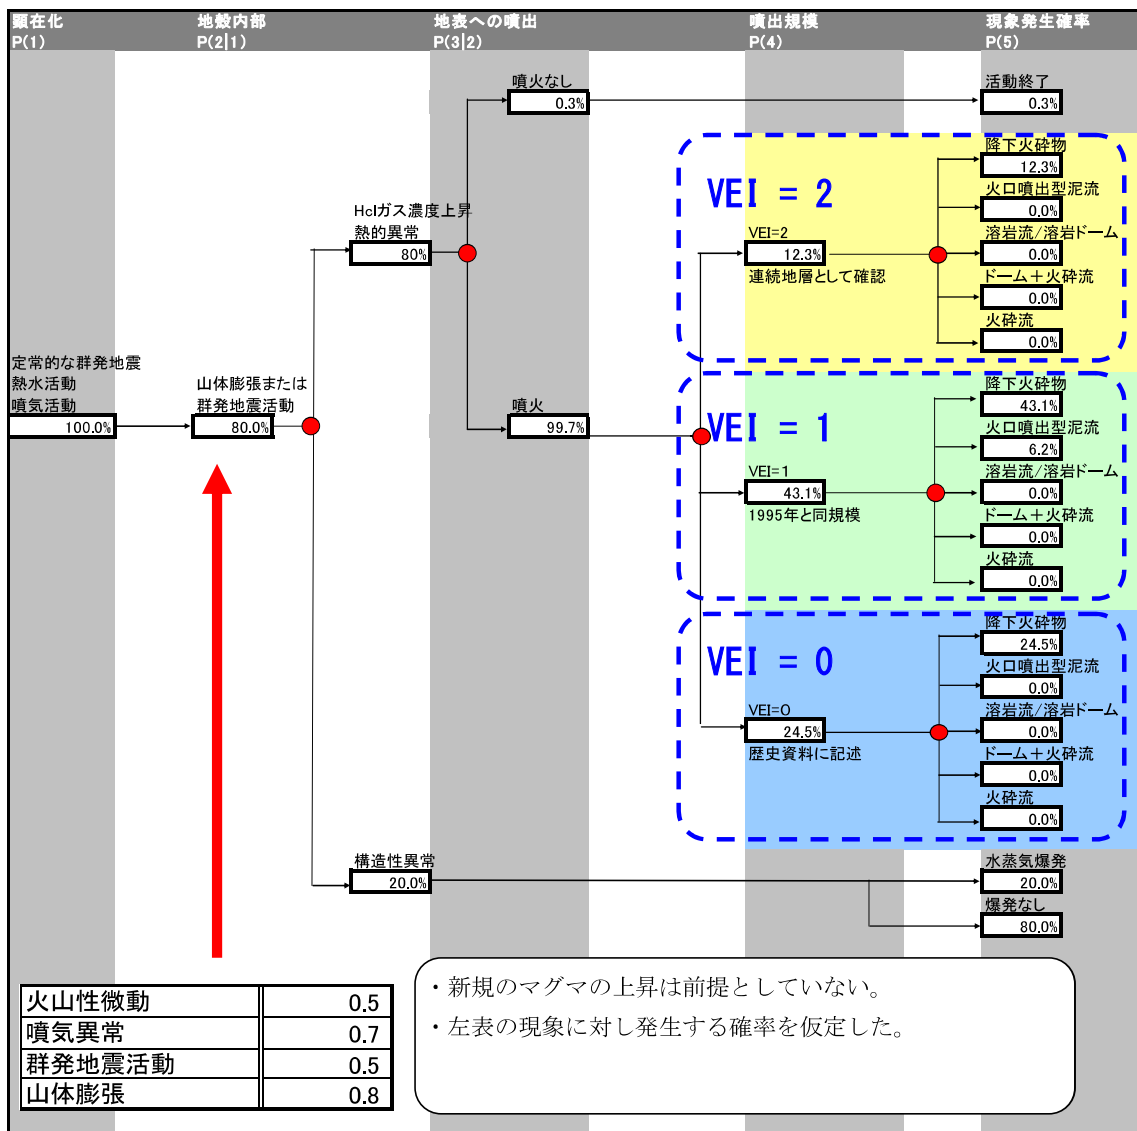 顕在化
P(1)
地殻内部
P(2|1)
地表への噴出
P(3|2)
噴出規模
P(4)
現象発生確率
P(5)
定常的な群発地震
熱水活動
噴気活動
100.0%
山体膨張または
群発地震活動
80.0%
Hclガス濃度上昇
熱的異常
80%
噴火なし
0.3%
活動終了
0.3%
噴火
99.7%
VEI = 2
VEI=2
12.3%
連続地層として確認
降下火砕物
12.3%
火口噴出型泥流
0.0%
溶岩流/溶岩ドーム
0.0%
ドーム＋火砕流
0.0%
火砕流
0.0%
VEI = 1
VEI=1
43.1%
1995年と同規模
降下火砕物
43.1%
火口噴出型泥流
6.2%
溶岩流/溶岩ドーム
0.0%
ドーム＋火砕流
0.0%
火砕流
0.0%
VEI = 0
VEI=0
24.5%
歴史資料に記述
降下火砕物
24.5%
火口噴出型泥流
0.0%
溶岩流/溶岩ドーム
0.0%
ドーム＋火砕流
0.0%
火砕流
0.0%
構造性異常
20.0%
水蒸気爆発
20.0%
爆発なし
80.0%
火山性微動 0.5
噴気異常 0.7
群発地震活動 0.5
山体膨張 0.8
・新規のマグマの上昇は前提としていない。
・左表の現象に対し発生する確率を仮定した。